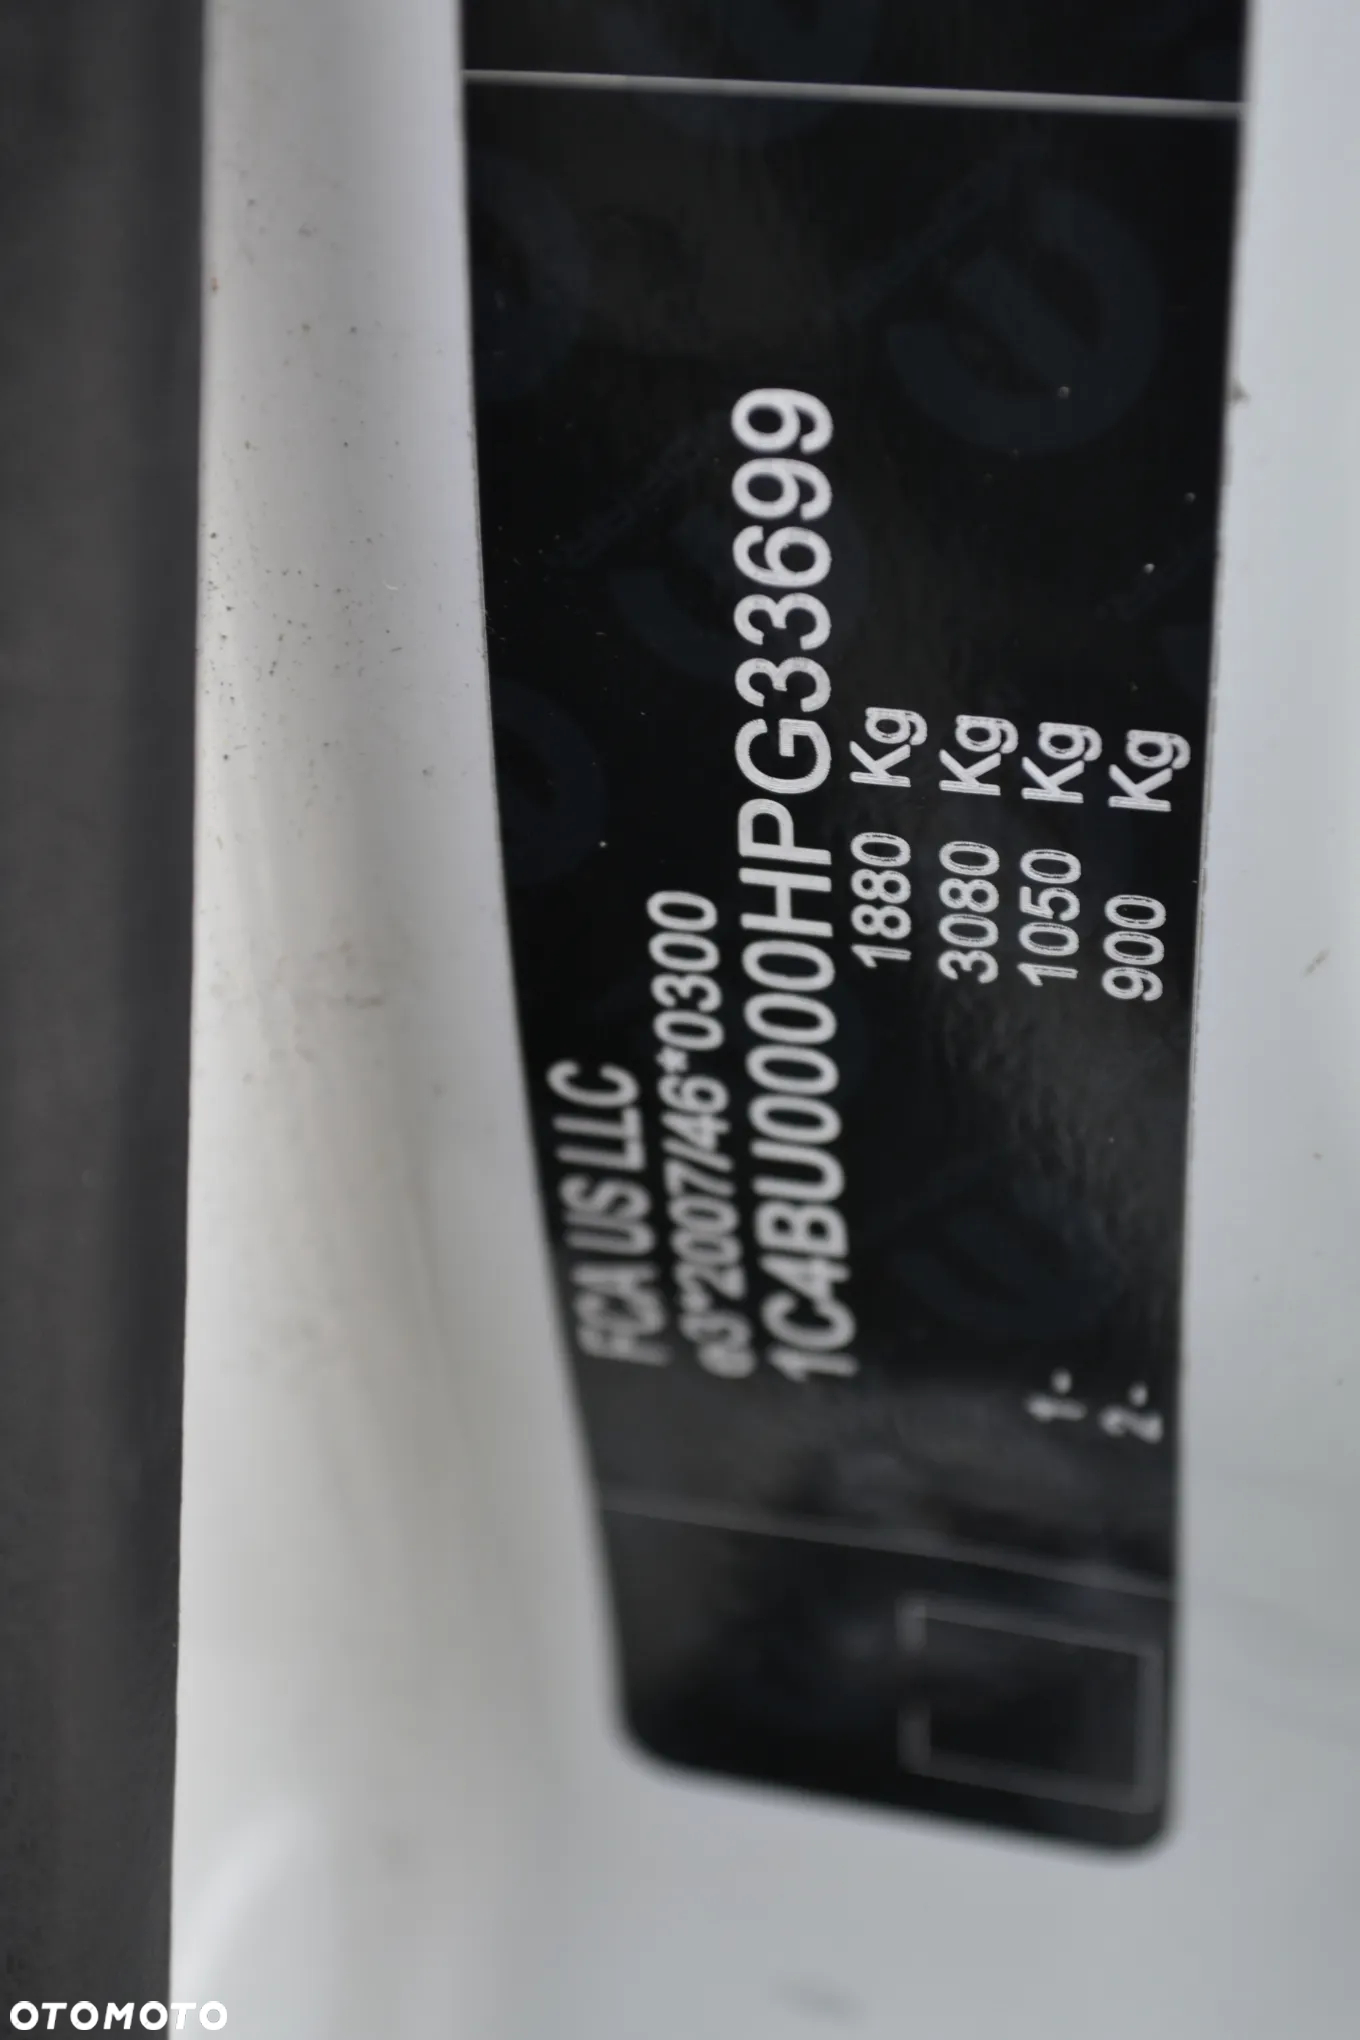 FCA US LLC
e3*2007/46*0300
1C4BU0000HPG33699
1880 Kg
3080 Kg
1- 1050 Kg
2- 900 Kg
OTOMOTO